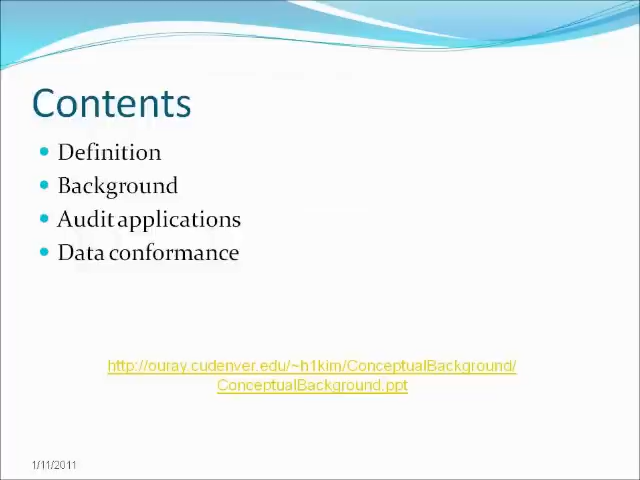 Contents
Definition
Background
Audit applications
Data conformance
http://ouray.cudenver.edu/~h1kim/ConceptualBackground/
ConceptualBackground.ppt
1/11/2011